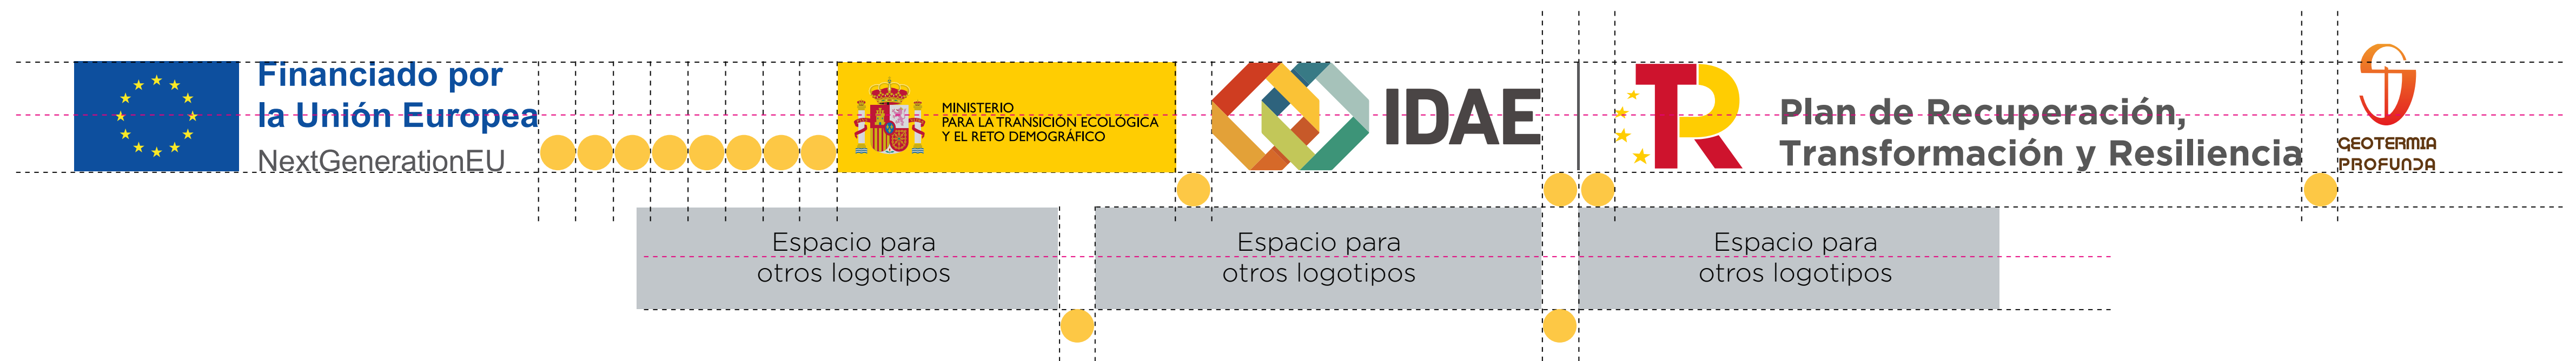 Financiado por
la Unión Europea
NextGenerationEU
MINISTERIO
PARA LA TRANSICIÓN ECOLÓGICA
Y EL RETO DEMOGRÁFICO
IDAE
TR
Plan de Recuperación,
Transformación y Resiliencia
GEOTERMIA
PROFUNDA
Espacio para
otros logotipos
Espacio para
otros logotipos
Espacio para
otros logotipos